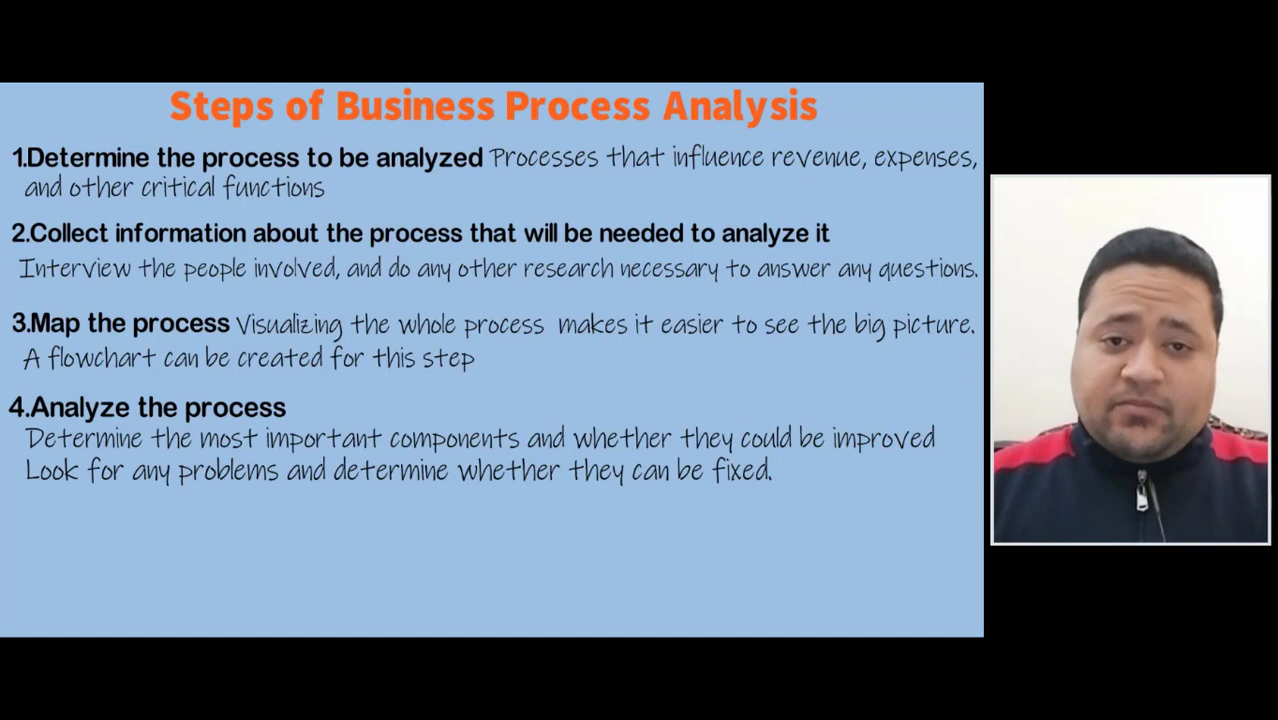 Steps of Business Process Analysis
1.Determine the process to be analyzed Processes that influence revenue, expenses,
and other critical functions
2.Collect information about the process that will be needed to analyze it
Interview the people involved, and do any other research necessary to answer any questions.
3.Map the process Visualizing the whole process makes it easier to see the big picture.
A flowchart can be created for this step
4.Analyze the process
Determine the most important components and whether they could be improved
Look for any problems and determine whether they can be fixed.